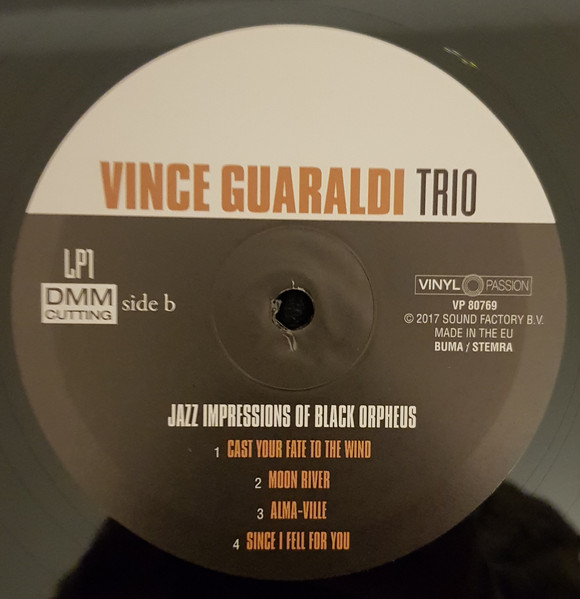 VINCE GUARALDI TRIO
LP1
DMM
CUTTING
side b
VINYL PASSION
VP 80769
© 2017 SOUND FACTORY B.V.
MADE IN THE EU
BUMA / STEMRA
JAZZ IMPRESSIONS OF BLACK ORPHEUS
1 CAST YOUR FATE TO THE WIND
2 MOON RIVER
3 ALMA-VILLE
4 SINCE I FELL FOR YOU